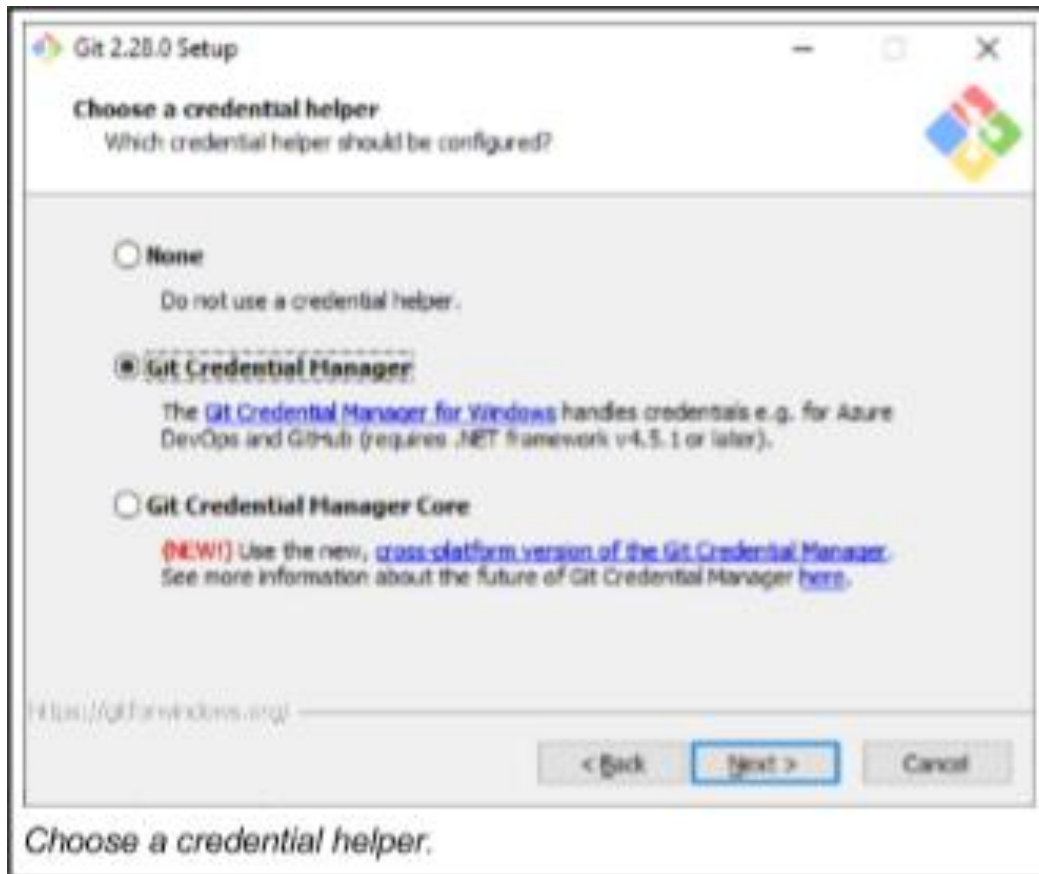 Git 2.28.0 Setup
Choose a credential helper
Which credential helper should be configured?
None
Do not use a credential helper.
Git Credential Manager
The Git Credential Manager for Windows handles credentials e.g. for Azure
DevOps and GitHub (requires .NET framework v4.5.1 or later).
Git Credential Manager Core
(NEW!) Use the new, cross-platform version of the Git Credential Manager.
See more information about the future of Git Credential Manager here.
https://gitforwindows.org/
< Back
Next >
Cancel
Choose a credential helper.